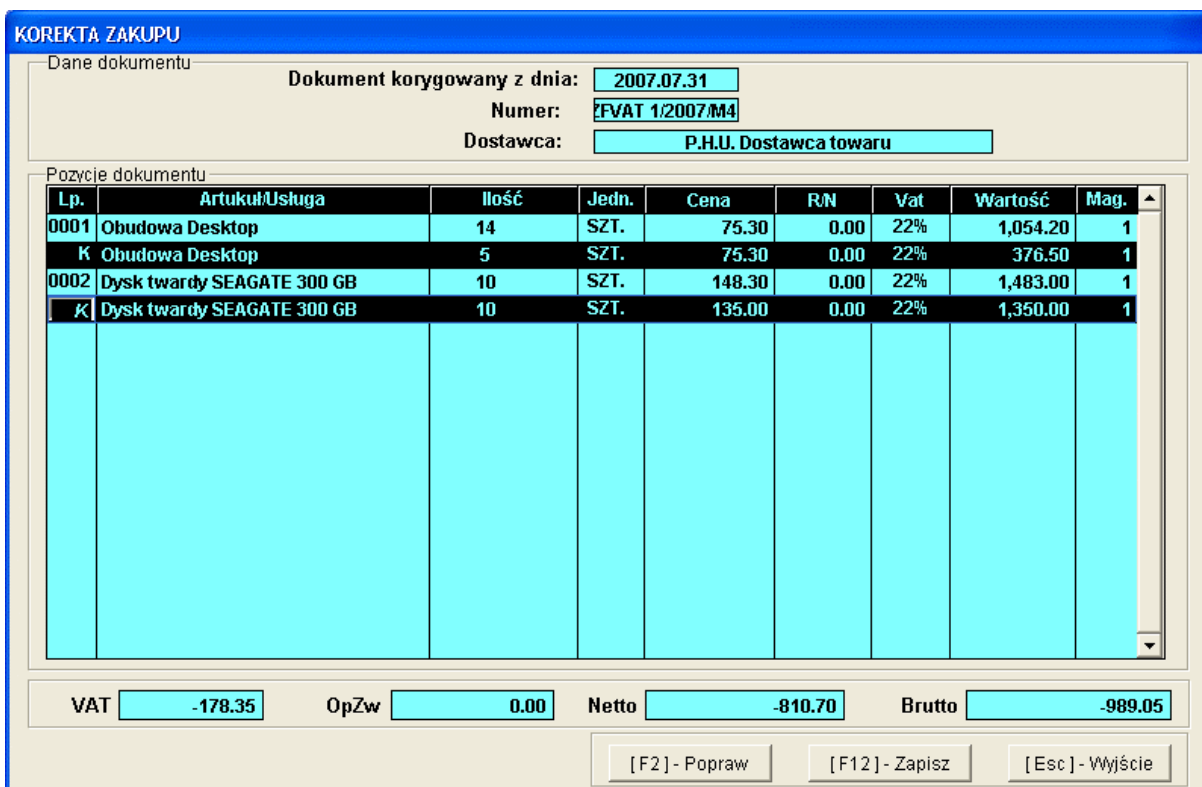 KOREKTA ZAKUPU
Dane dokumentu
Dokument korygowany z dnia: 2007.07.31
Numer: ZFVAT 1/2007/M4
Dostawca: P.H.U. Dostawca towaru
Pozycje dokumentu
Lp. Artukuł/Usługa Ilość Jedn. Cena R/N Vat Wartość Mag.
0001 Obudowa Desktop 14 SZT. 75.30 0.00 22% 1,054.20 1
K Obudowa Desktop 5 SZT. 75.30 0.00 22% 376.50 1
0002 Dysk twardy SEAGATE 300 GB 10 SZT. 148.30 0.00 22% 1,483.00 1
K Dysk twardy SEAGATE 300 GB 10 SZT. 135.00 0.00 22% 1,350.00 1
VAT -178.35 OpZw 0.00 Netto -810.70 Brutto -989.05
[ F2 ] - Popraw [ F12 ] - Zapisz [ Esc ] - Wyjście